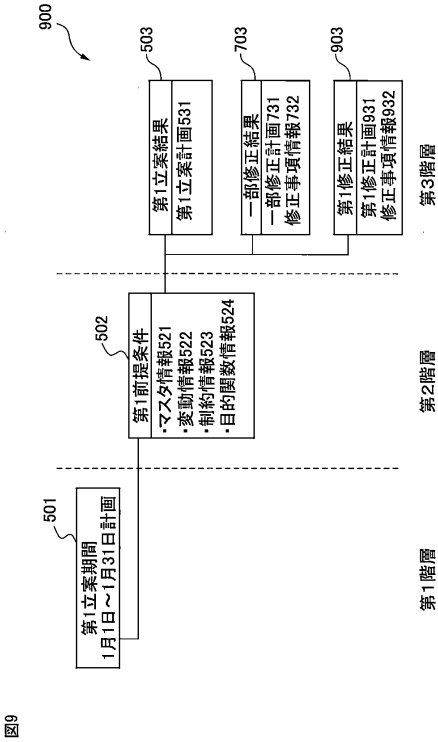 図9
900
501
第1立案期間
1月1日～1月31日計画
502
第1前提条件
・マスタ情報521
・変動情報522
・制約情報523
・目的関数情報524
503
第1立案結果
第1立案計画531
703
一部修正結果
一部修正計画731
修正事項情報732
903
第1修正結果
第1修正計画931
修正事項情報932
第1階層
第2階層
第3階層